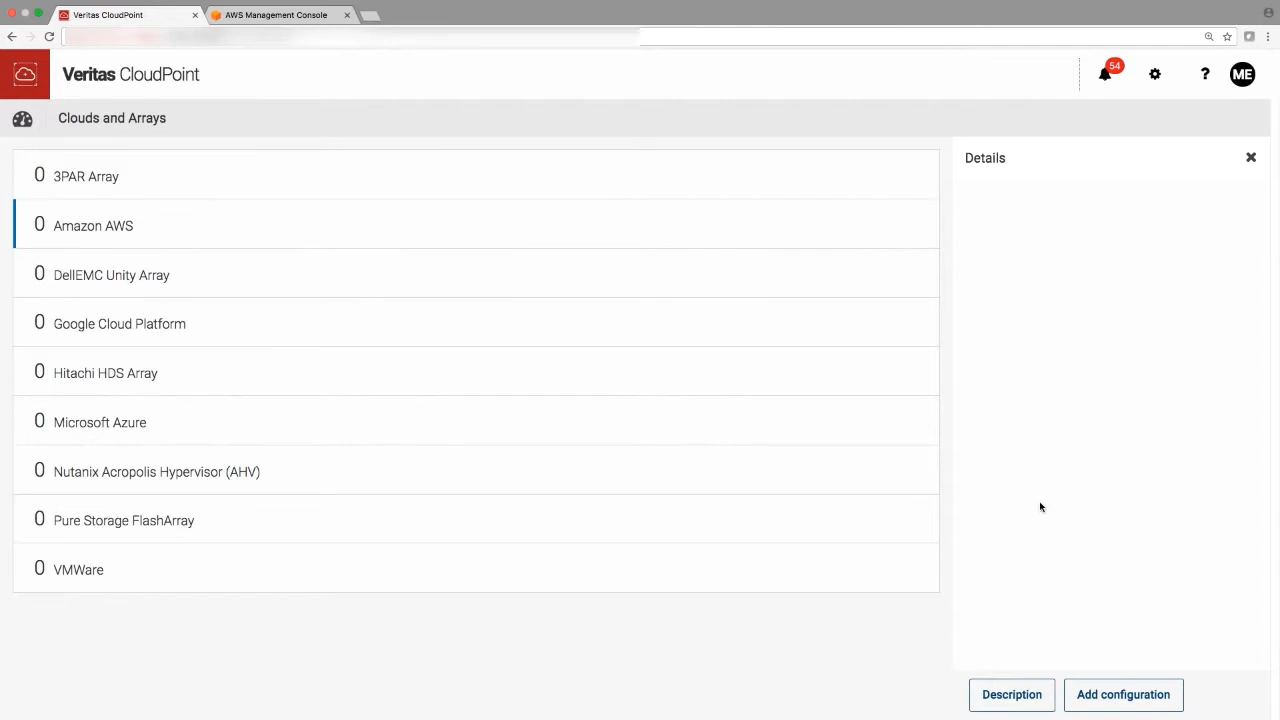 Veritas CloudPoint
AWS Management Console
Veritas CloudPoint
54
?
ME
Clouds and Arrays
0 3PAR Array
0 Amazon AWS
0 DellEMC Unity Array
0 Google Cloud Platform
0 Hitachi HDS Array
0 Microsoft Azure
0 Nutanix Acropolis Hypervisor (AHV)
0 Pure Storage FlashArray
0 VMWare
Details
Description
Add configuration